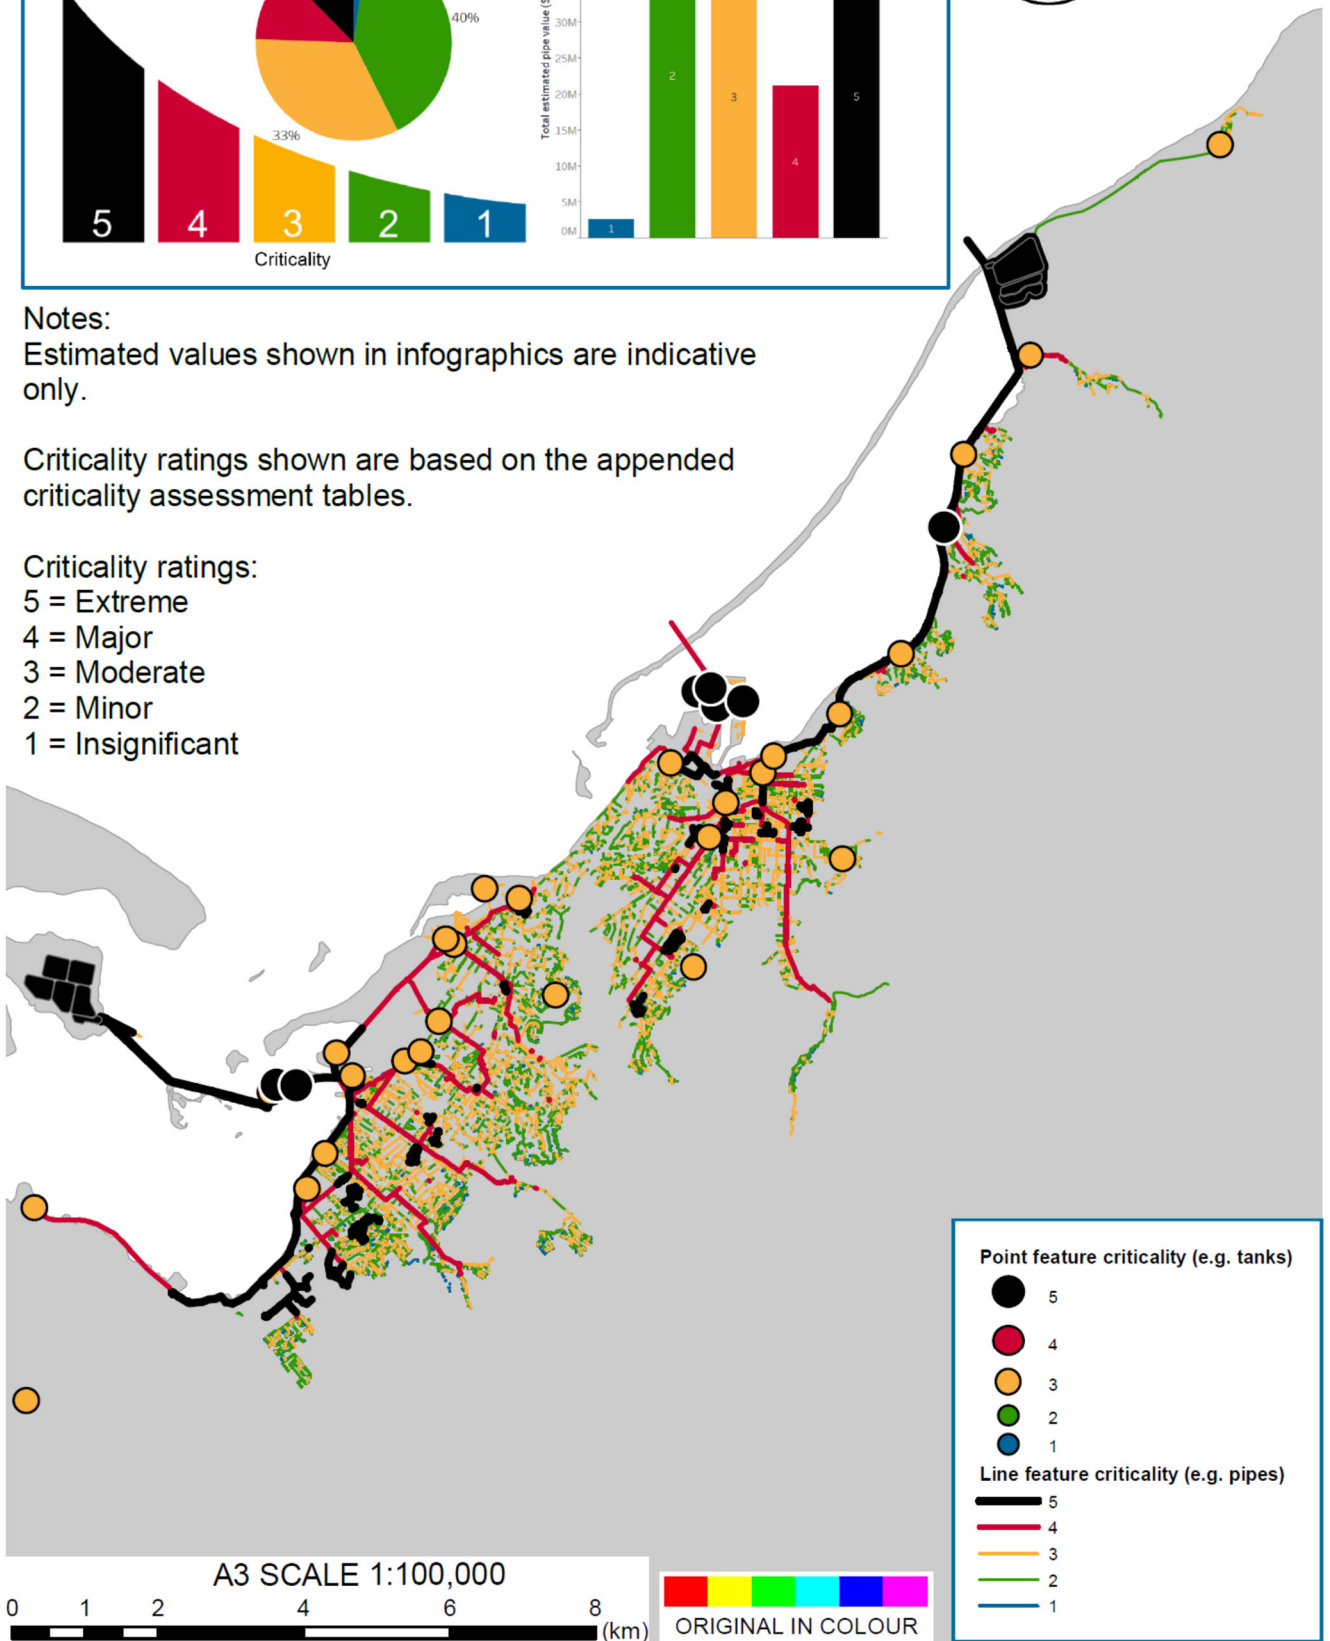 40%
33%
5 4 3 2 1
Criticality
Total estimated pipe value ($
30M
25M
20M
15M
10M
5M
0M
1
2
3
4
5
Notes:
Estimated values shown in infographics are indicative
only.
Criticality ratings shown are based on the appended
criticality assessment tables.
Criticality ratings:
5 = Extreme
4 = Major
3 = Moderate
2 = Minor
1 = Insignificant
Point feature criticality (e.g. tanks)
5
4
3
2
1
Line feature criticality (e.g. pipes)
5
4
3
2
1
A3 SCALE 1:100,000
0 1 2 4 6 8
(km)
ORIGINAL IN COLOUR